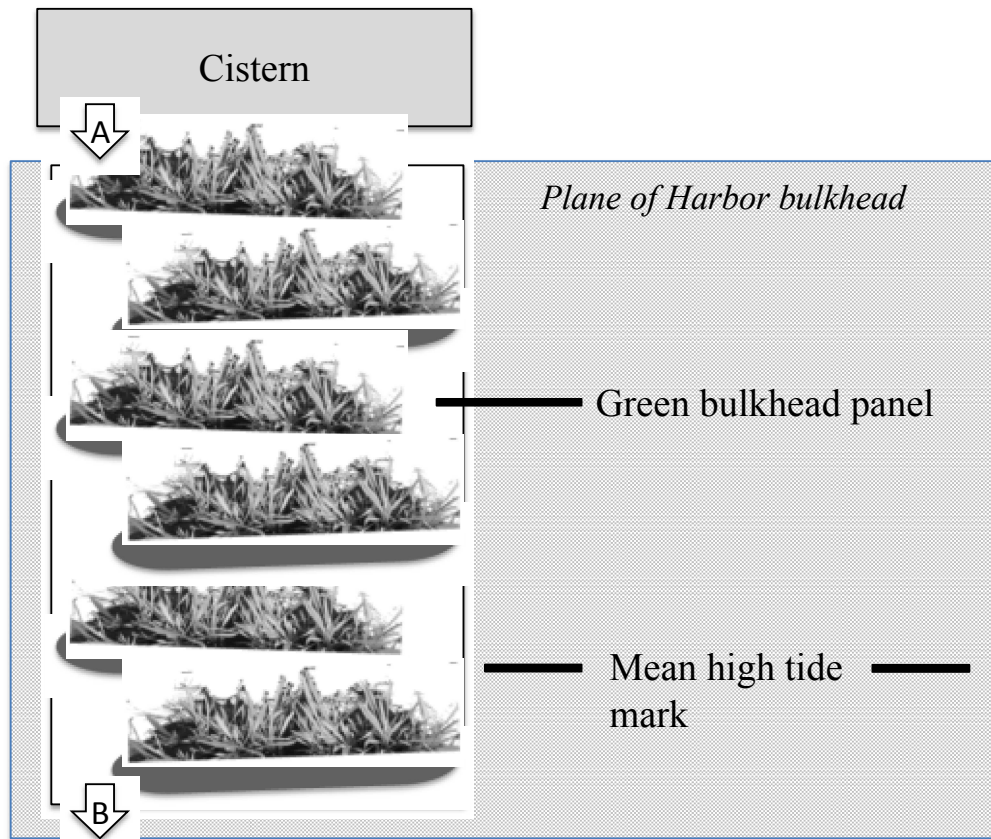 Cistern
A
Plane of Harbor bulkhead
Green bulkhead panel
Mean high tide
mark
B